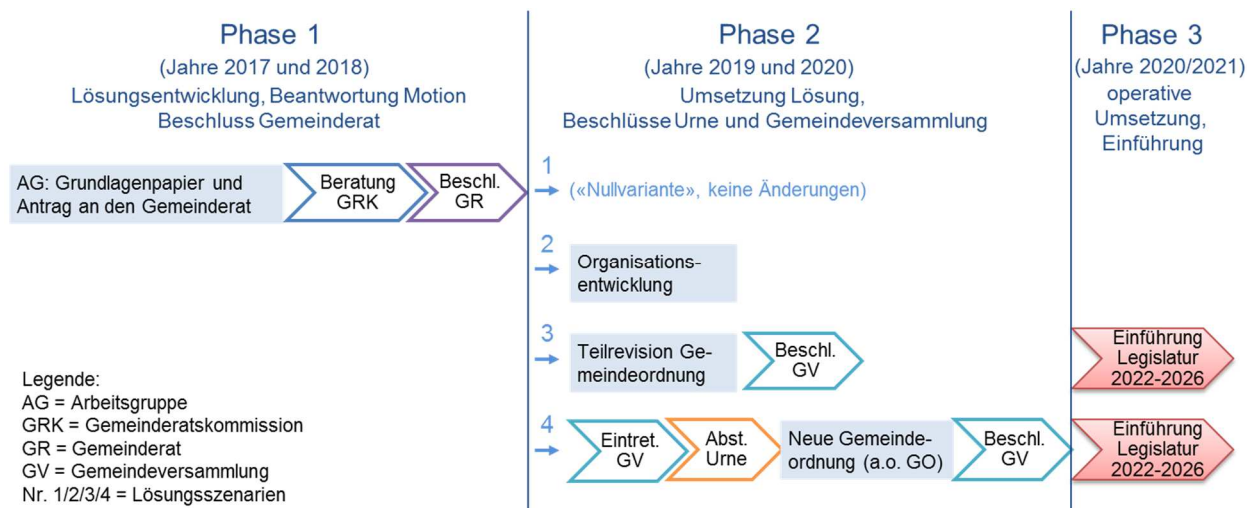 Phase 1
(Jahre 2017 und 2018)
Lösungsentwicklung, Beantwortung Motion
Beschluss Gemeinderat
Phase 2
(Jahre 2019 und 2020)
Umsetzung Lösung,
Beschlüsse Urne und Gemeindeversammlung
Phase 3
(Jahre 2020/2021)
operative
Umsetzung,
Einführung
AG: Grundlagenpapier und
Antrag an den Gemeinderat
Beratung
GRK
Beschl.
GR
1
(«Nullvariante», keine Änderungen)
2
Organisations-
entwicklung
3
Teilrevision Ge-
meindeordnung
Beschl.
GV
Einführung
Legislatur
2022-2026
4
Eintret.
GV
Abst.
Urne
Neue Gemeinde-
ordnung (a.o. GO)
Beschl.
GV
Einführung
Legislatur
2022-2026
Legende:
AG = Arbeitsgruppe
GRK = Gemeinderatskommission
GR = Gemeinderat
GV = Gemeindeversammlung
Nr. 1/2/3/4 = Lösungsszenarien